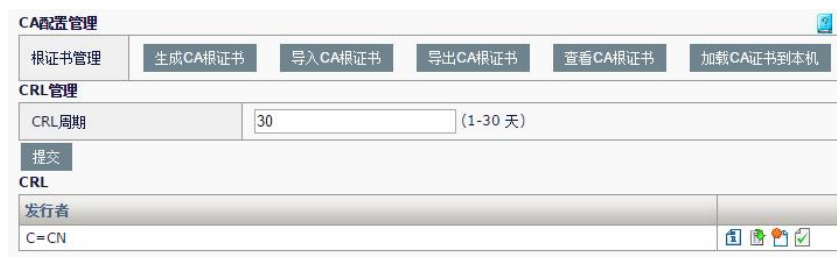 CA配置管理
根证书管理 生成CA根证书 导入CA根证书 导出CA根证书 查看CA根证书 加载CA证书到本机
CRL管理
CRL周期 30 (1-30 天)
提交
CRL
发行者
C=CN